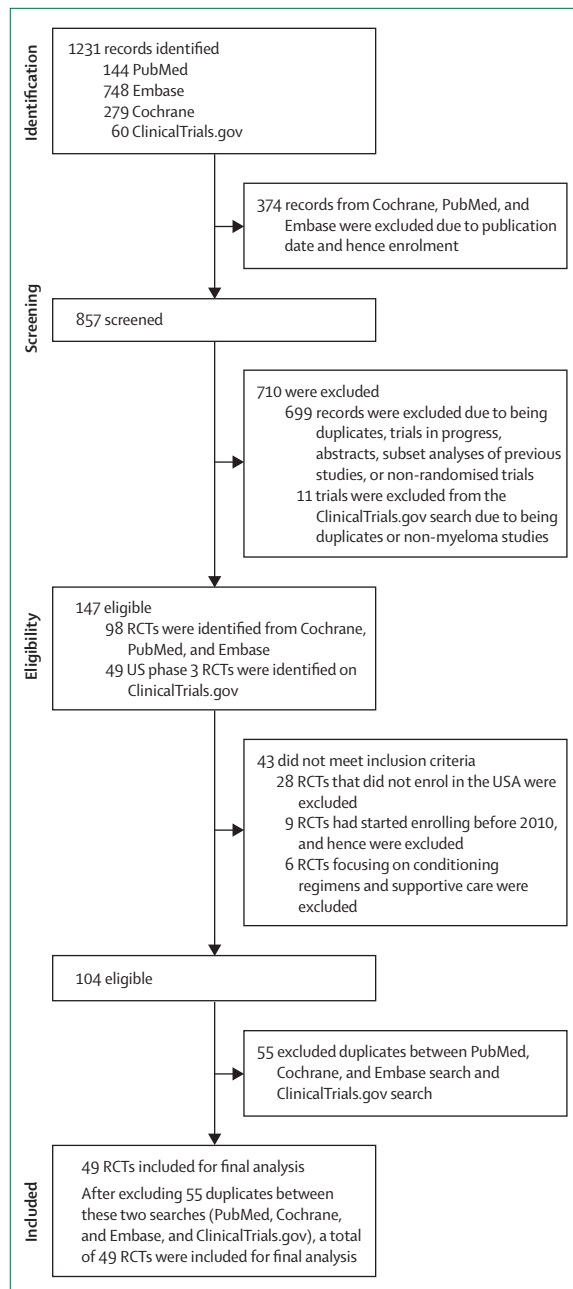 Identification
1231 records identified
144 PubMed
748 Embase
279 Cochrane
60 ClinicalTrials.gov
374 records from Cochrane, PubMed, and
Embase were excluded due to publication
date and hence enrolment
Screening
857 screened
710 were excluded
699 records were excluded due to being
duplicates, trials in progress,
abstracts, subset analyses of previous
studies, or non-randomised trials
11 trials were excluded from the
ClinicalTrials.gov search due to being
duplicates or non-myeloma studies
Eligibility
147 eligible
98 RCTs were identified from Cochrane,
PubMed, and Embase
49 US phase 3 RCTs were identified on
ClinicalTrials.gov
43 did not meet inclusion criteria
28 RCTs that did not enrol in the USA were
excluded
9 RCTs had started enrolling before 2010,
and hence were excluded
6 RCTs focusing on conditioning
regimens and supportive care were
excluded
104 eligible
55 excluded duplicates between PubMed,
Cochrane, and Embase search and
ClinicalTrials.gov search
Included
49 RCTs included for final analysis
After excluding 55 duplicates between
these two searches (PubMed, Cochrane,
and Embase, and ClinicalTrials.gov), a total
of 49 RCTs were included for final analysis